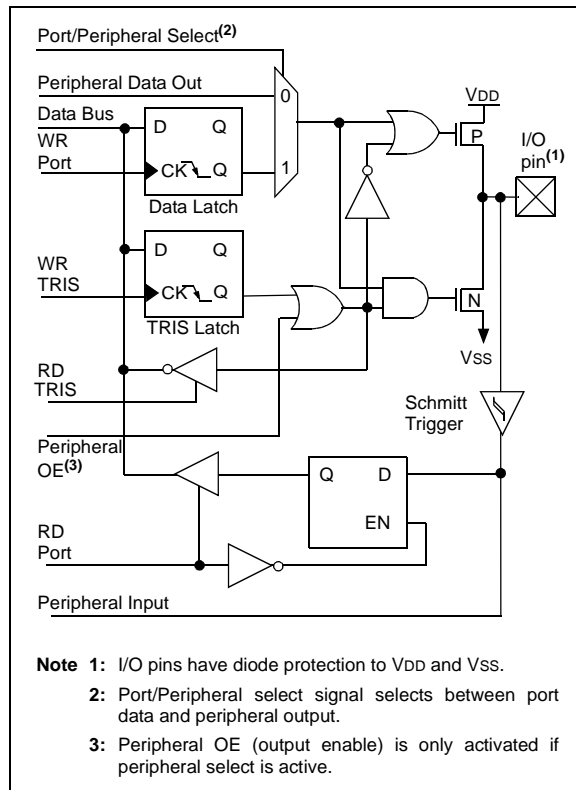 Port/Peripheral Select(2)
Peripheral Data Out
Data Bus
WR
Port
D Q
CK Q
Data Latch
0
1
VDD
P
I/O
pin(1)
WR
TRIS
D Q
CK Q
TRIS Latch
N
VSS
RD
TRIS
Schmitt
Trigger
Peripheral
OE(3)
Q D
EN
RD
Port
Peripheral Input
Note 1: I/O pins have diode protection to VDD and VSS.
2: Port/Peripheral select signal selects between port
data and peripheral output.
3: Peripheral OE (output enable) is only activated if
peripheral select is active.